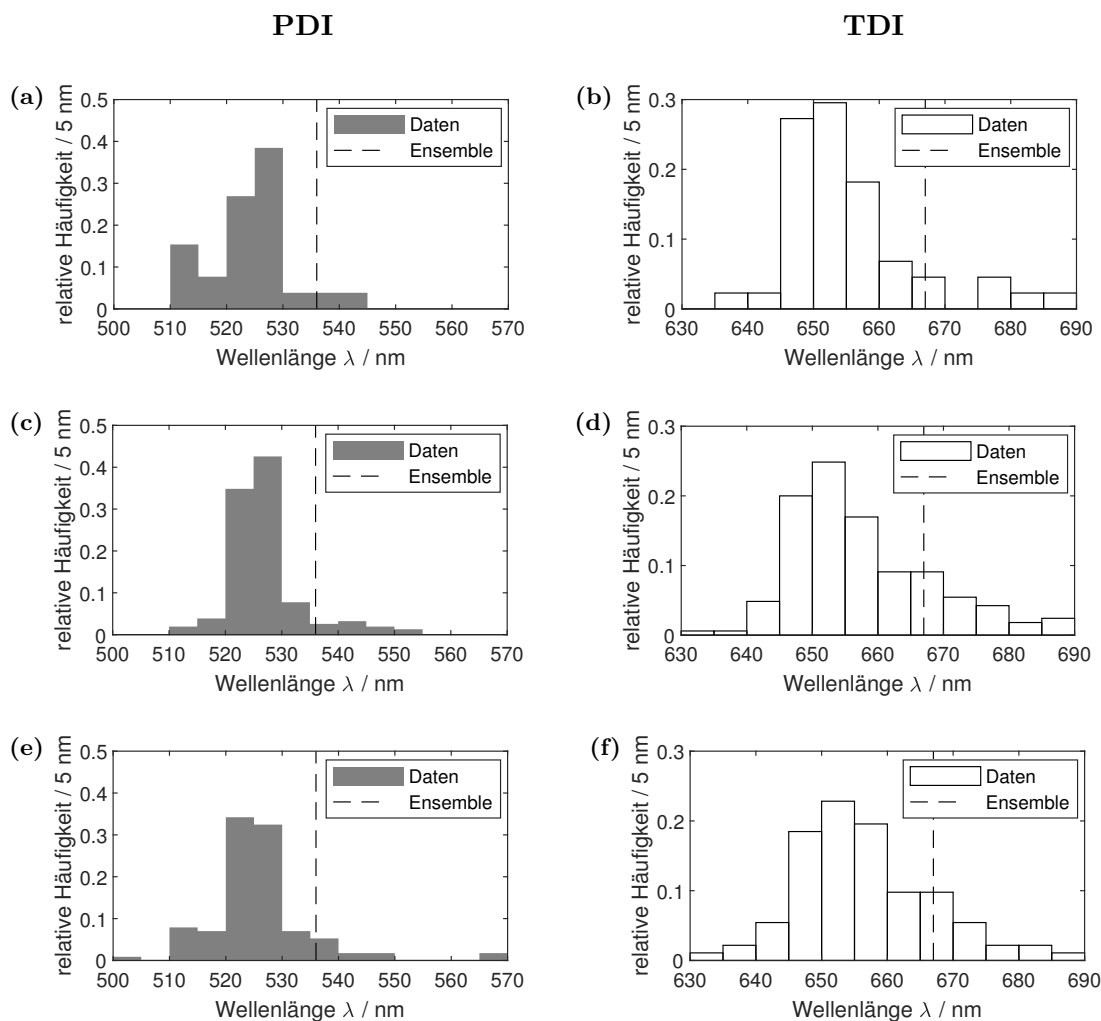 PDI
TDI
(a)
relative Häufigkeit / 5 nm
0.5
0.4
0.3
0.2
0.1
0
Daten
Ensemble
500 510 520 530 540 550 560 570
Wellenlänge λ / nm
(b)
relative Häufigkeit / 5 nm
0.3
0.2
0.1
0
Daten
Ensemble
630 640 650 660 670 680 690
Wellenlänge λ / nm
(c)
relative Häufigkeit / 5 nm
0.5
0.4
0.3
0.2
0.1
0
Daten
Ensemble
500 510 520 530 540 550 560 570
Wellenlänge λ / nm
(d)
relative Häufigkeit / 5 nm
0.3
0.2
0.1
0
Daten
Ensemble
630 640 650 660 670 680 690
Wellenlänge λ / nm
(e)
relative Häufigkeit / 5 nm
0.5
0.4
0.3
0.2
0.1
0
Daten
Ensemble
500 510 520 530 540 550 560 570
Wellenlänge λ / nm
(f)
relative Häufigkeit / 5 nm
0.3
0.2
0.1
0
Daten
Ensemble
630 640 650 660 670 680 690
Wellenlänge λ / nm